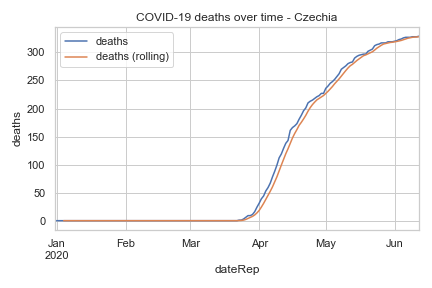 COVID-19 deaths over time - Czechia
deaths
deaths (rolling)
300
250
200
150
100
50
0
deaths
Jan Feb Mar Apr May Jun
2020
dateRep